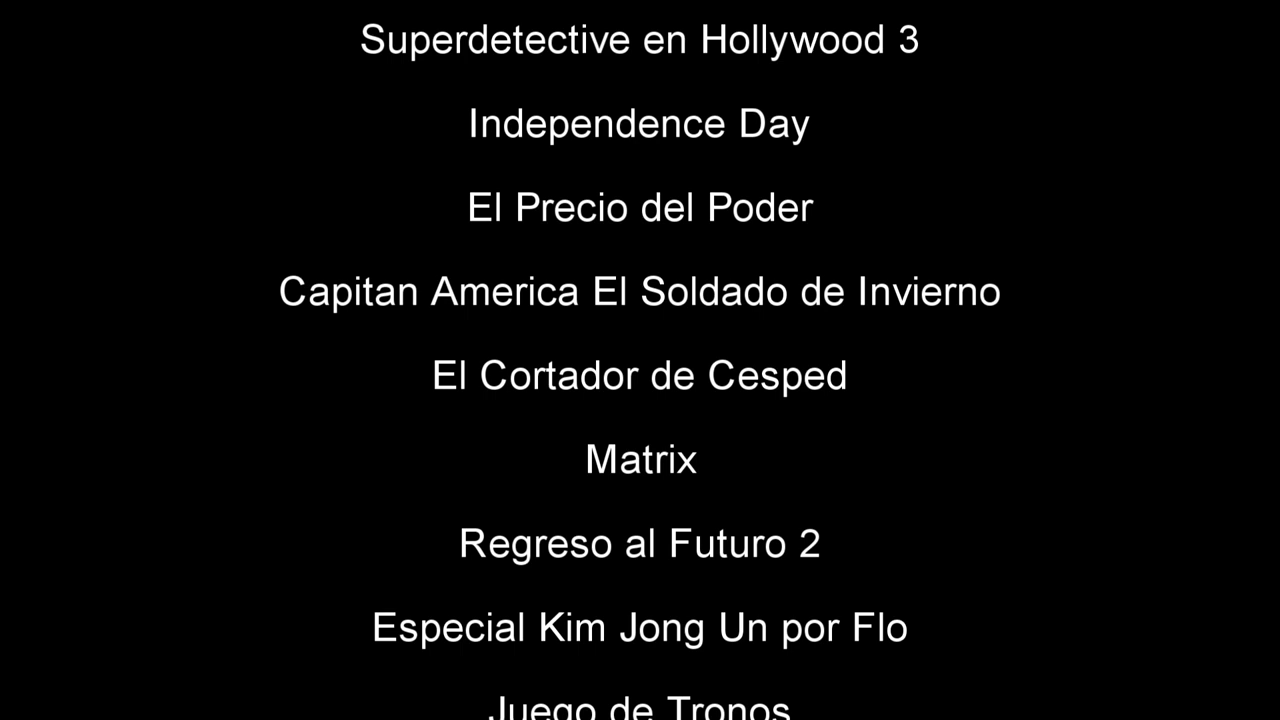 Superdetective en Hollywood 3
Independence Day
El Precio del Poder
Capitan America El Soldado de Invierno
El Cortador de Cesped
Matrix
Regreso al Futuro 2
Especial Kim Jong Un por Flo
Juego de Tronos